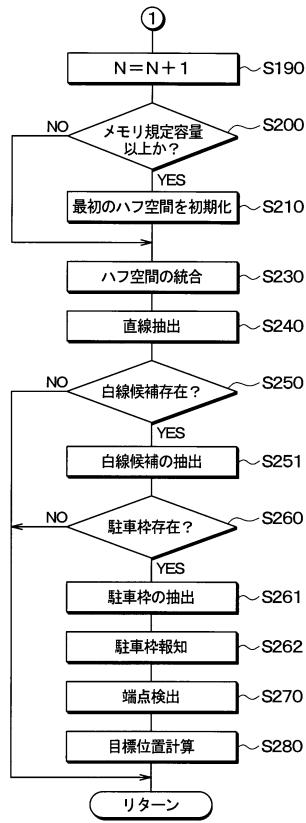 1
N=N+1
S190
NO
メモリ規定容量
以上か?
S200
YES
最初のハフ空間を初期化
S210
ハフ空間の統合
S230
直線抽出
S240
NO
白線候補存在?
S250
YES
白線候補の抽出
S251
NO
駐車枠存在?
S260
YES
駐車枠の抽出
S261
駐車枠報知
S262
端点検出
S270
目標位置計算
S280
リターン